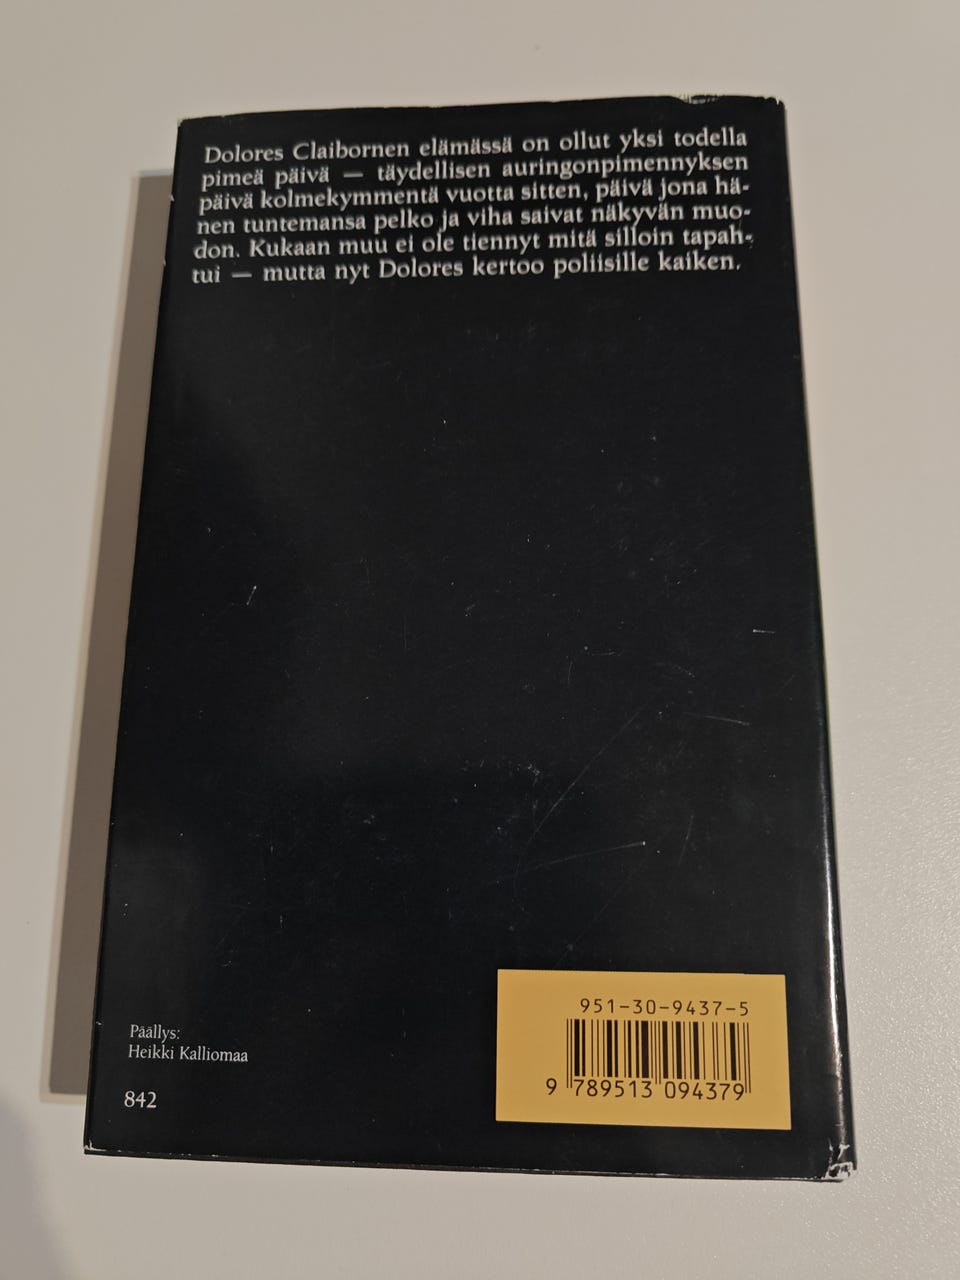 Dolores Claibornen elämässä on ollut yksi todella
pimeä päivä — täydellisen auringonpimennyksen
päivä kolmekymmentä vuotta sitten, päivä jona hä-
nen tuntemansa pelko ja viha saivat näkyvän muo-
don. Kukaan muu ei ole tiennyt mitä silloin tapah-
tui — mutta nyt Dolores kertoo poliisille kaiken.
Päällys:
Heikki Kalliomaa
842
951-30-9437-5
9 789513 094379